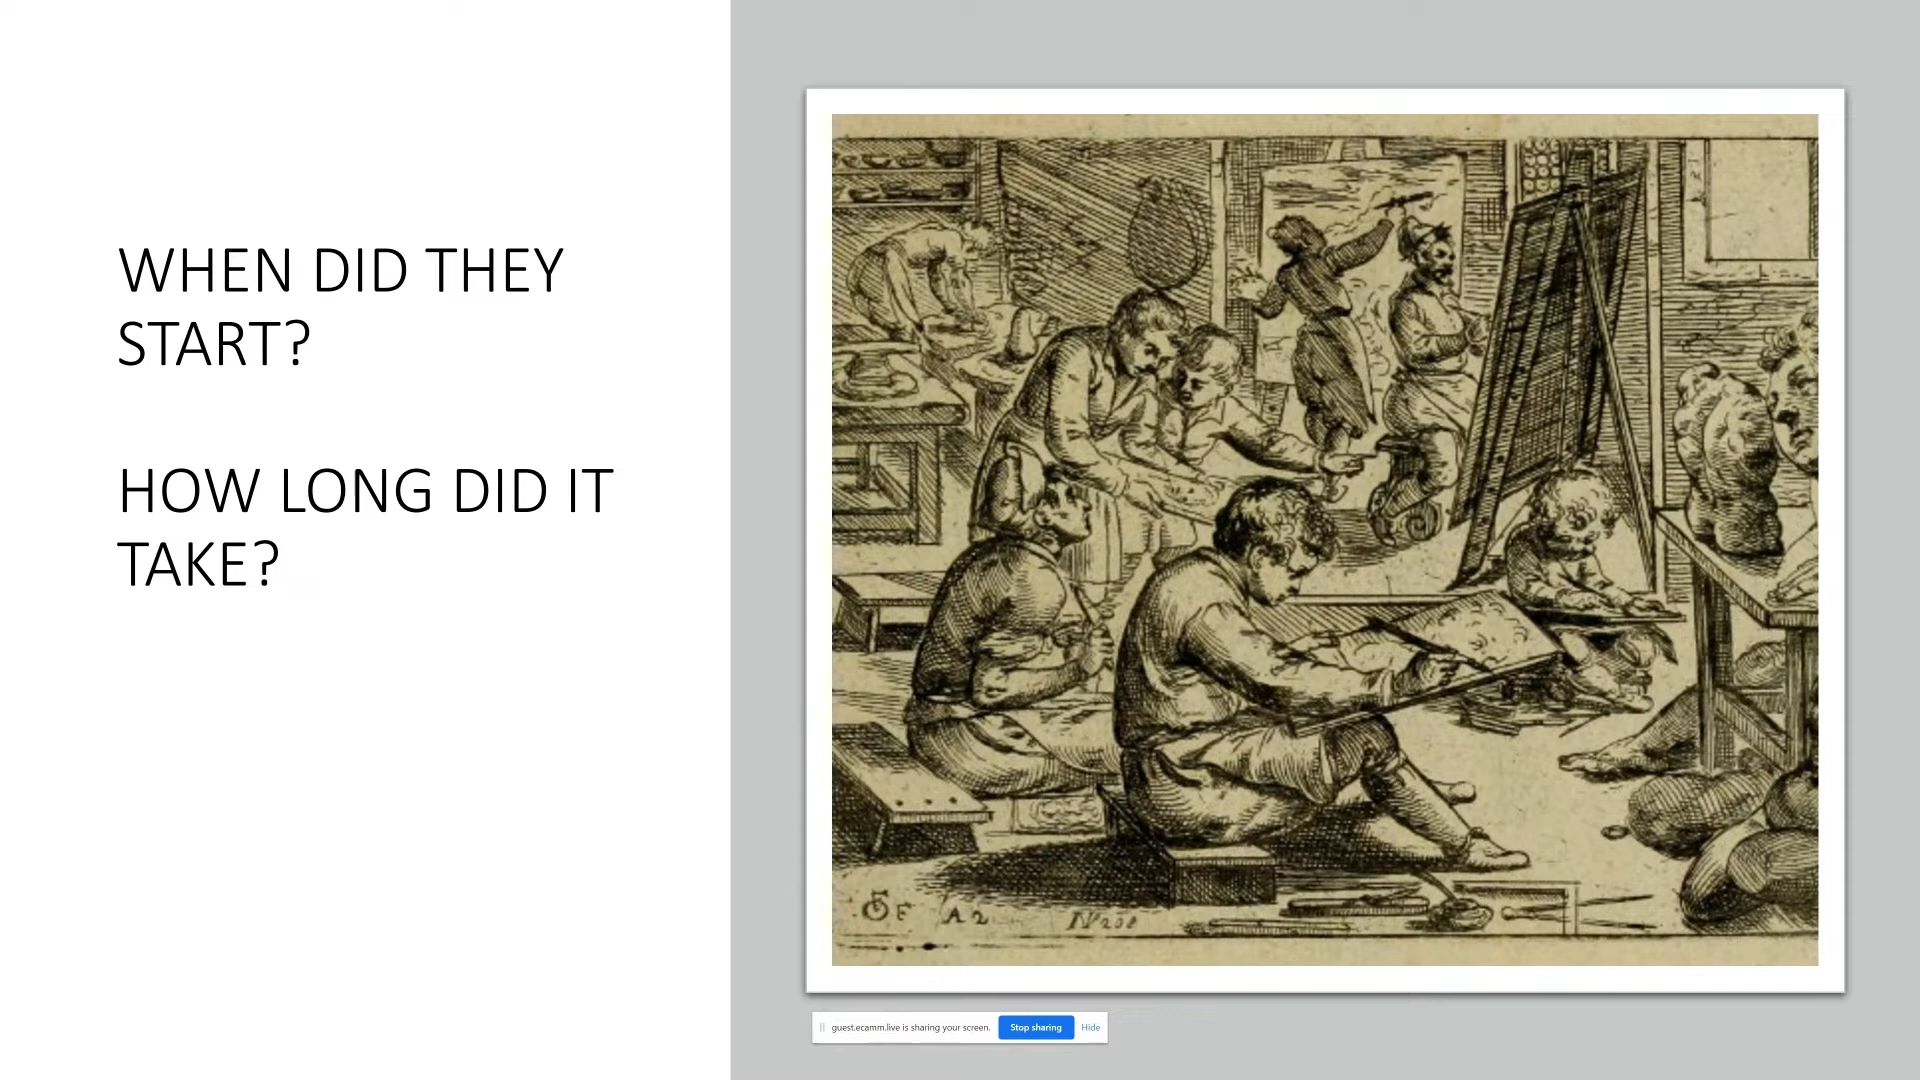 WHEN DID THEY
START?
HOW LONG DID IT
TAKE?
F A 2
guest.ecamm.live is sharing your screen. Stop sharing Hide